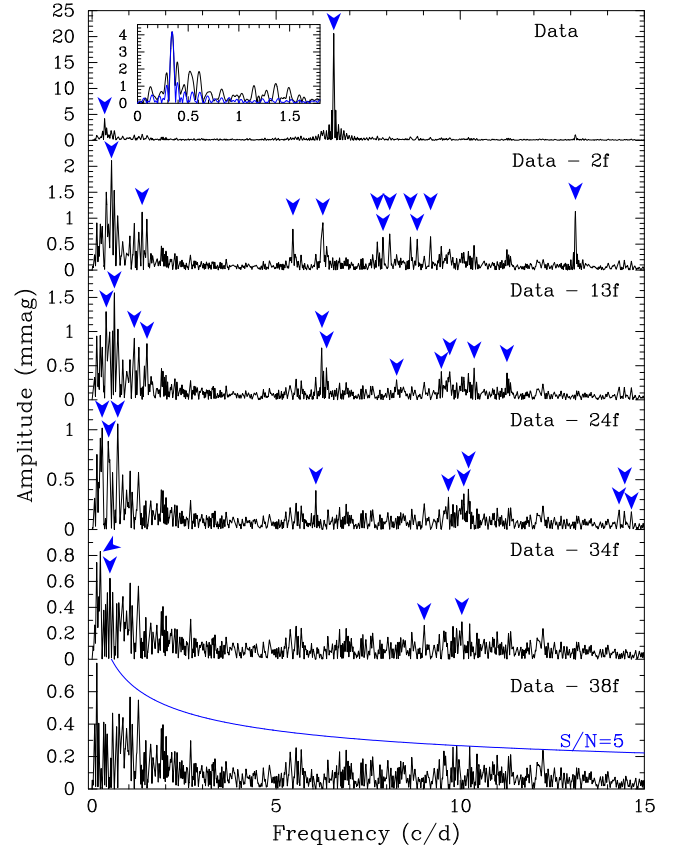 Amplitude (mmag)
25
20
15
10
5
0
Data
4
3
2
1
0
0 0.5 1 1.5
2
1.5
1
0.5
0
Data - 2f
1.5
1
0.5
0
Data - 13f
1
0.5
0
Data - 24f
0.8
0.6
0.4
0.2
0
Data - 34f
0.6
0.4
0.2
0
Data - 38f
S/N=5
0 5 10 15
Frequency (c/d)